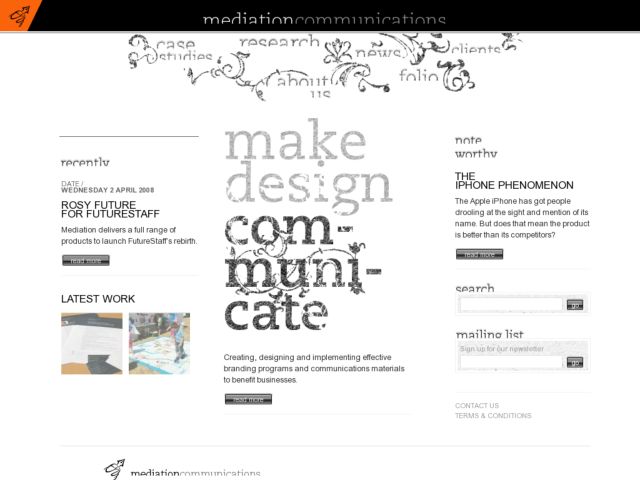 mediationcommunications
case studies
research
news
clients
about us
folio
recently
DATE /
WEDNESDAY 2 APRIL 2008
ROSY FUTURE
FOR FUTURESTAFF
Mediation delivers a full range of
products to launch FutureStaff's rebirth.
read more
LATEST WORK
make
design
com-
muni-
cate
Creating, designing and implementing effective
branding programs and communications materials
to benefit businesses.
read more
note
worthy
THE
IPHONE PHENOMENON
The Apple iPhone has got people
drooling at the sight and mention of its
name. But does that mean the product
is better than its competitors?
read more
search
go
mailing list
Sign up for our newsletter
go
CONTACT US
TERMS & CONDITIONS
mediationcommunications